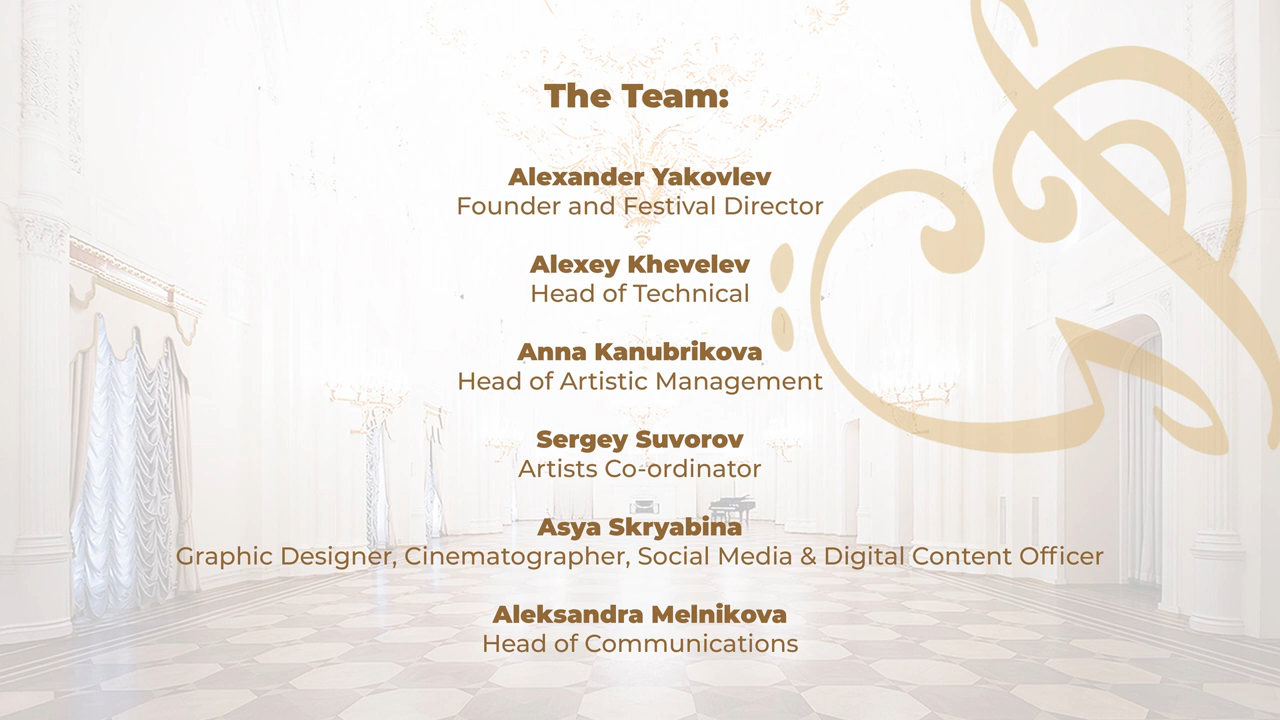 The Team:
Alexander Yakovlev
Founder and Festival Director
Alexey Khevelev
Head of Technical
Anna Kanubrikova
Head of Artistic Management
Sergey Suvorov
Artists Co-ordinator
Asya Skryabina
Graphic Designer, Cinematographer, Social Media & Digital Content Officer
Aleksandra Melnikova
Head of Communications